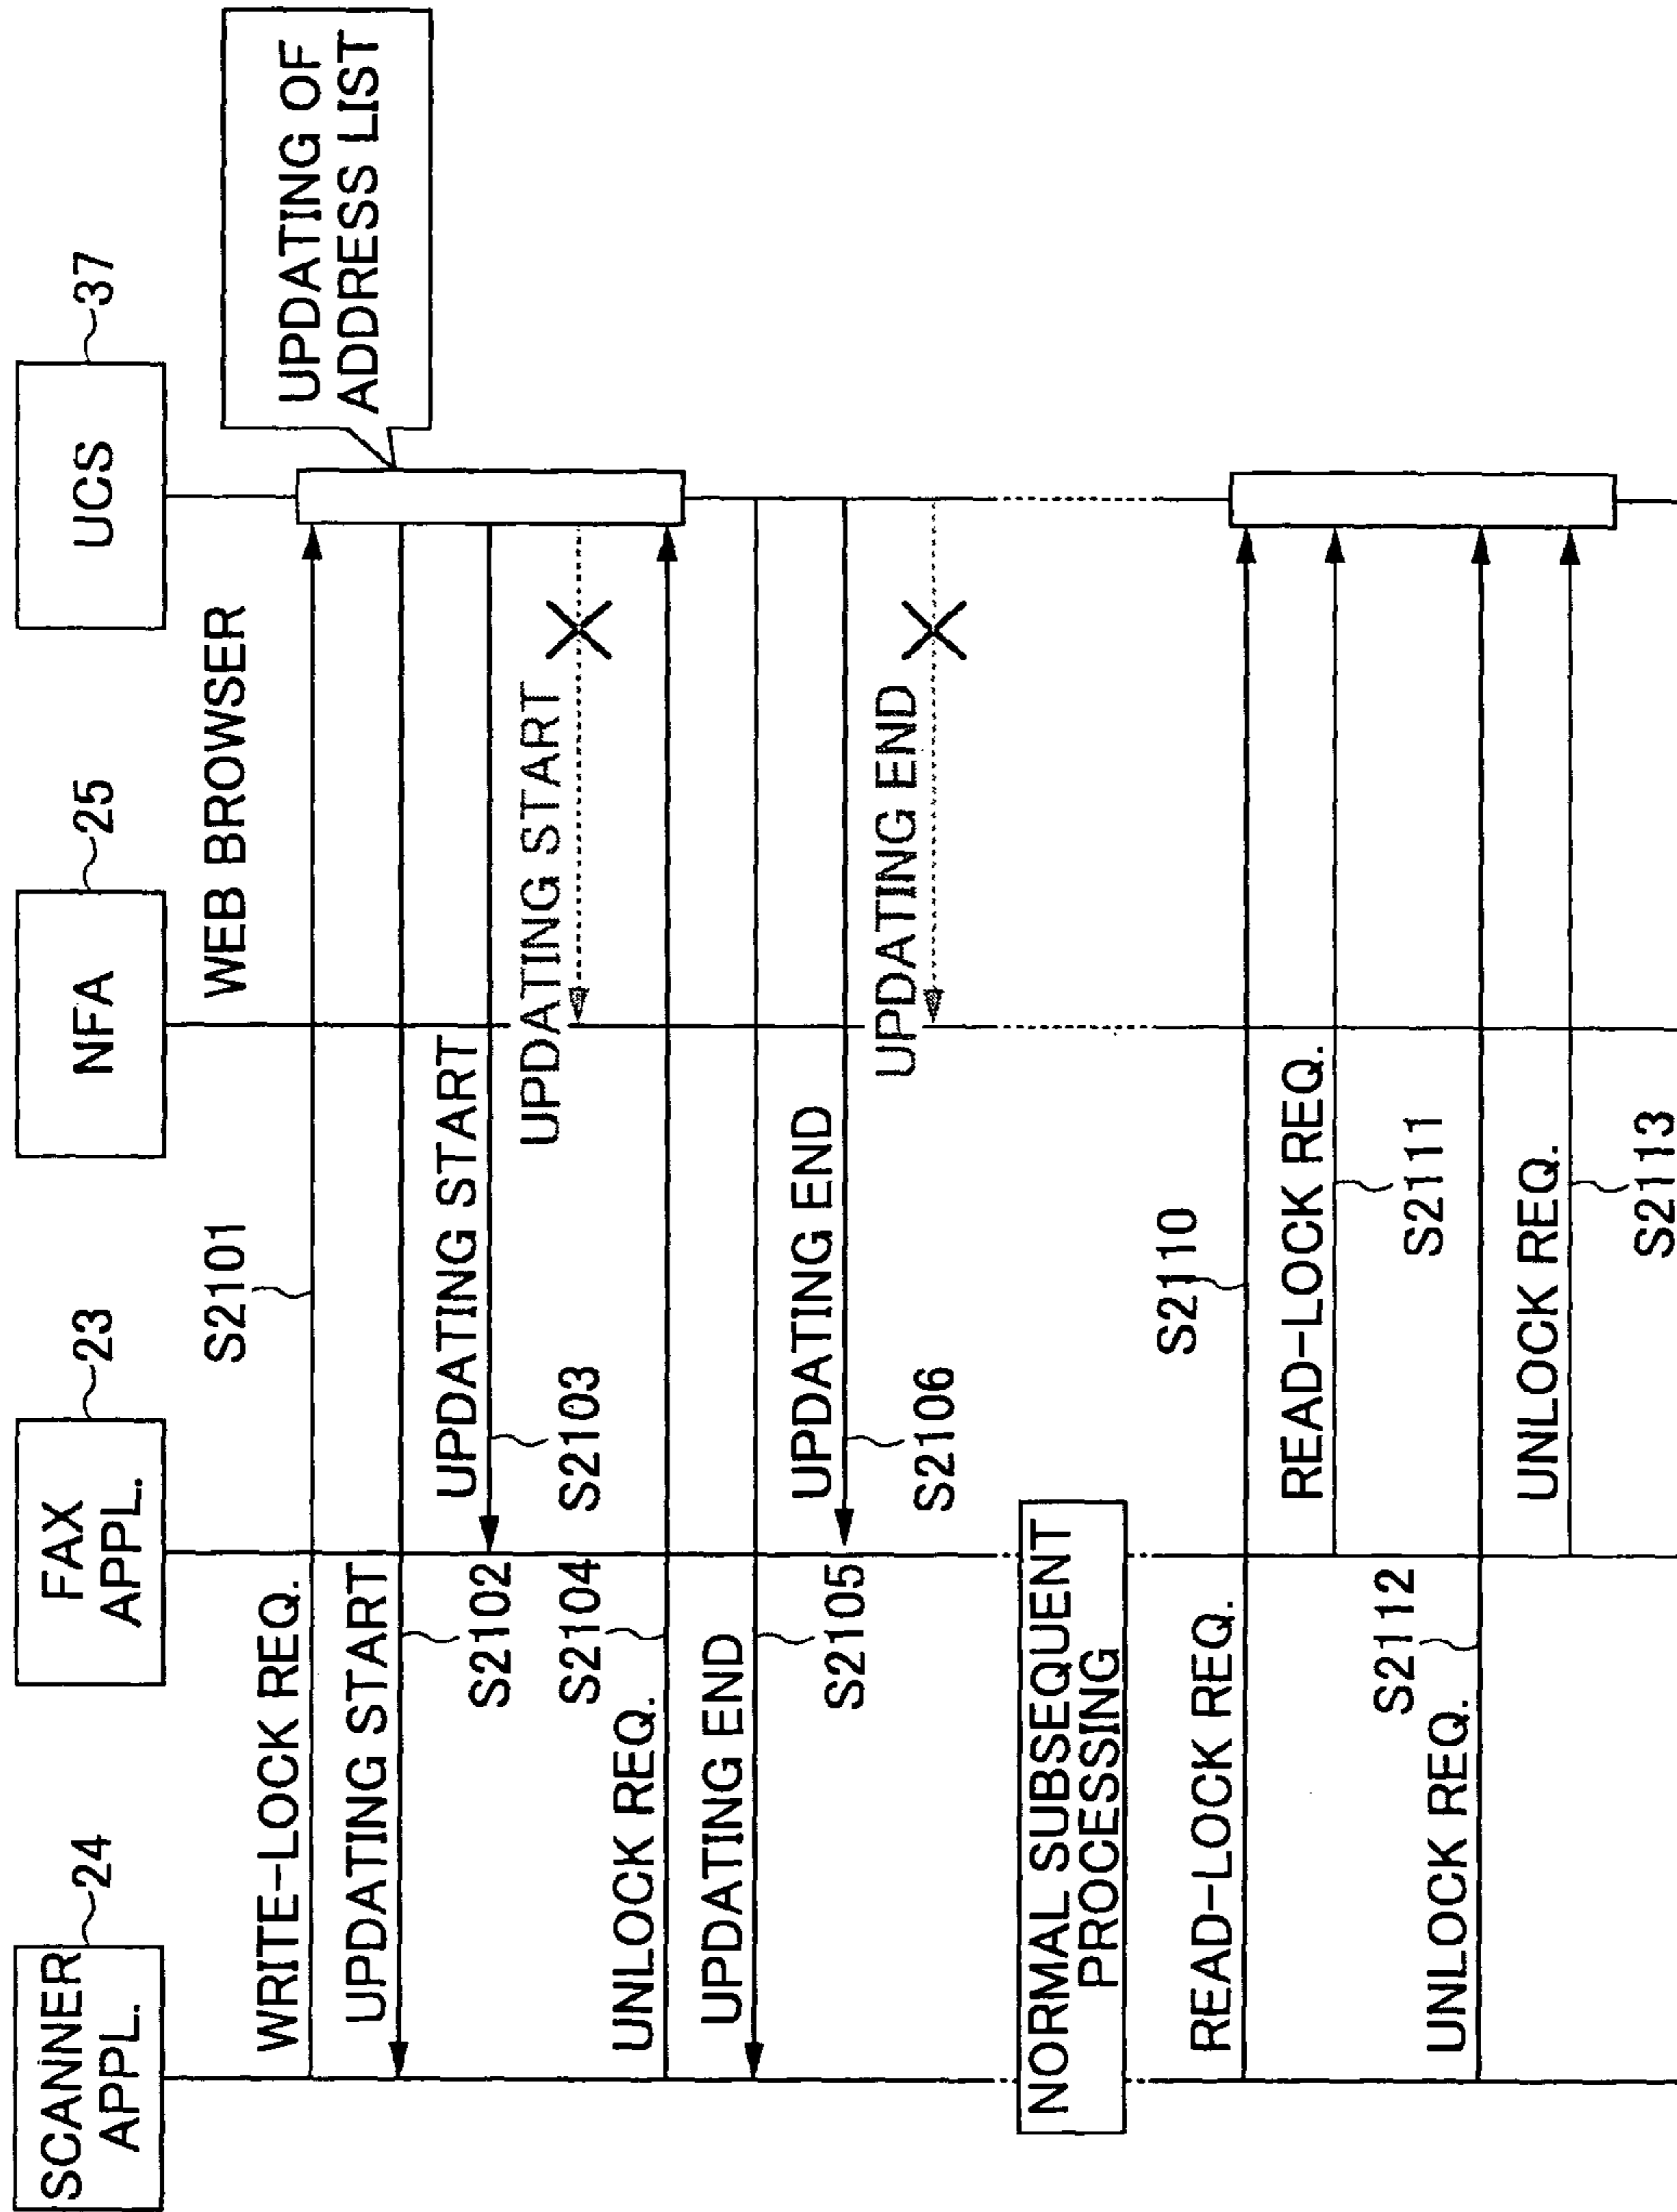 SCANNER
APPL.
24
FAX
APPL.
23
NFA
25
UCS
37
WRITE-LOCK REQ.
S2101
WEB BROWSER
UPDATING OF
ADDRESS LIST
UPDATING START
S2102
UPDATING START
S2103
UPDATING START
UNLOCK REQ.
S2104
UPDATING END
S2105
UPDATING END
S2106
UPDATING END
NORMAL SUBSEQUENT
PROCESSING
READ-LOCK REQ.
S2110
READ-LOCK REQ.
S2111
UNLOCK REQ.
S2112
UNLOCK REQ.
S2113